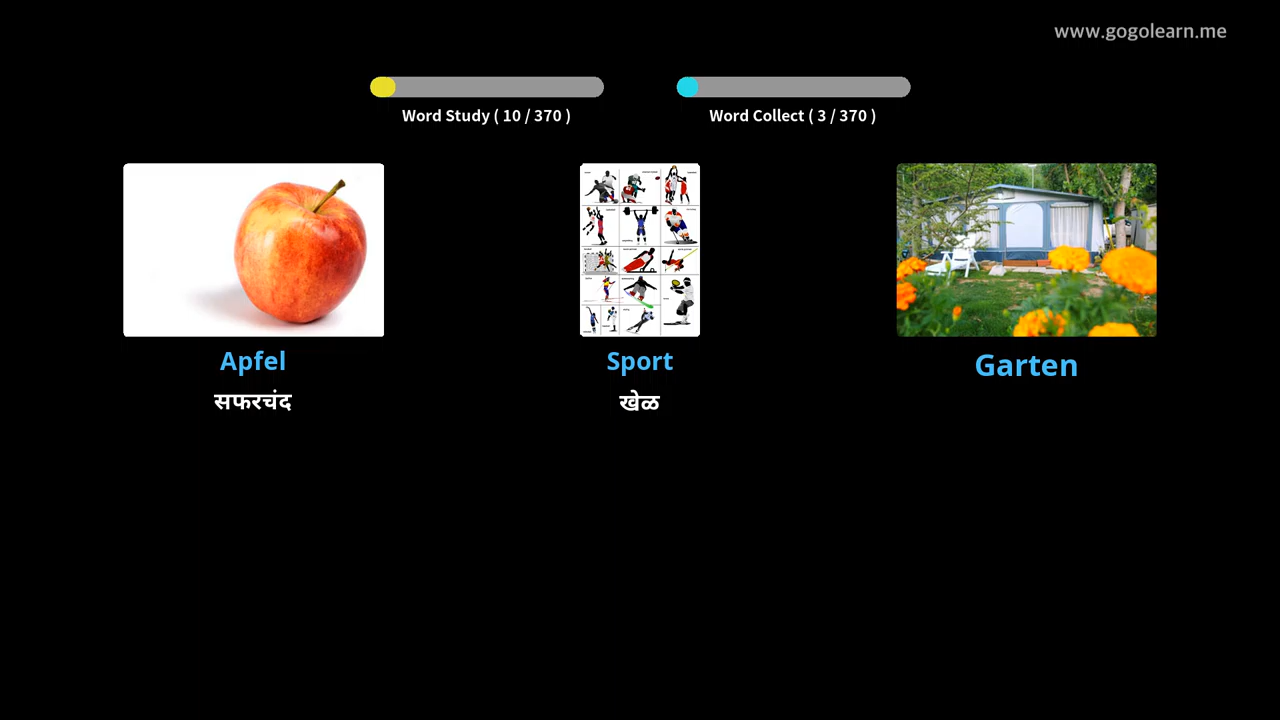 www.gogolearn.me
Word Study ( 10 / 370 )
Word Collect ( 3 / 370 )
Apfel
Sport
Garten
सफरचंद
खेळ